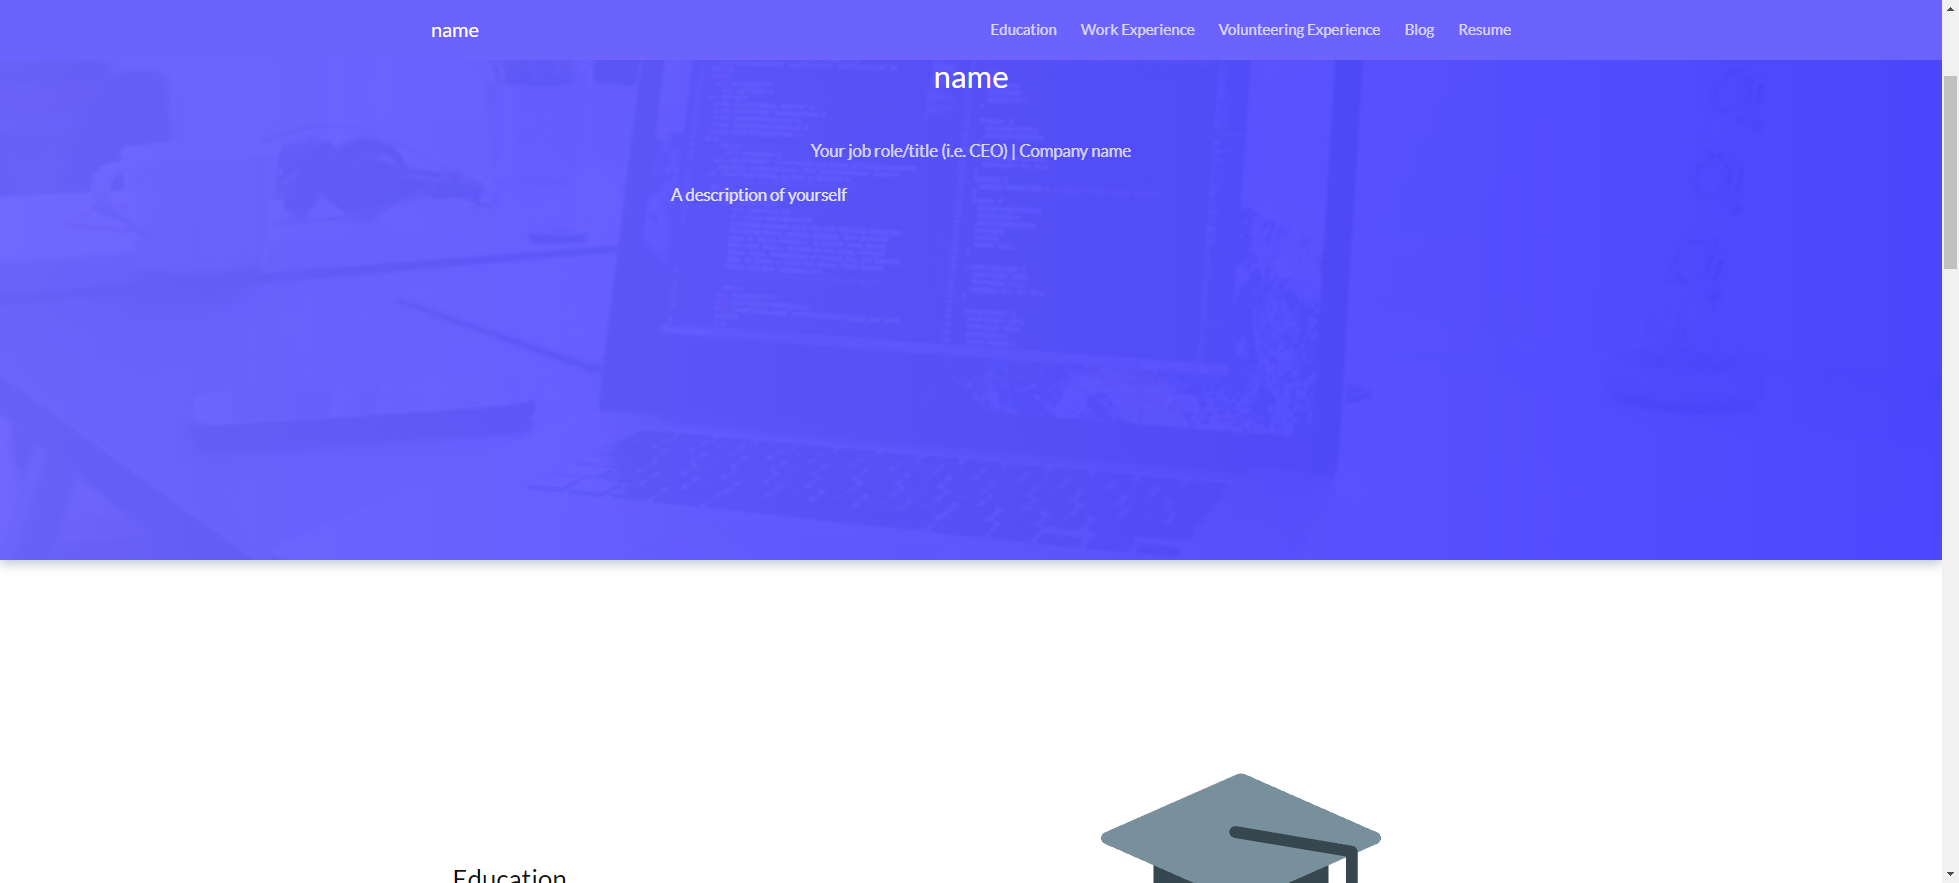 name
Education
Work Experience
Volunteering Experience
Blog
Resume
name
Your job role/title (i.e. CEO) | Company name
A description of yourself
Education